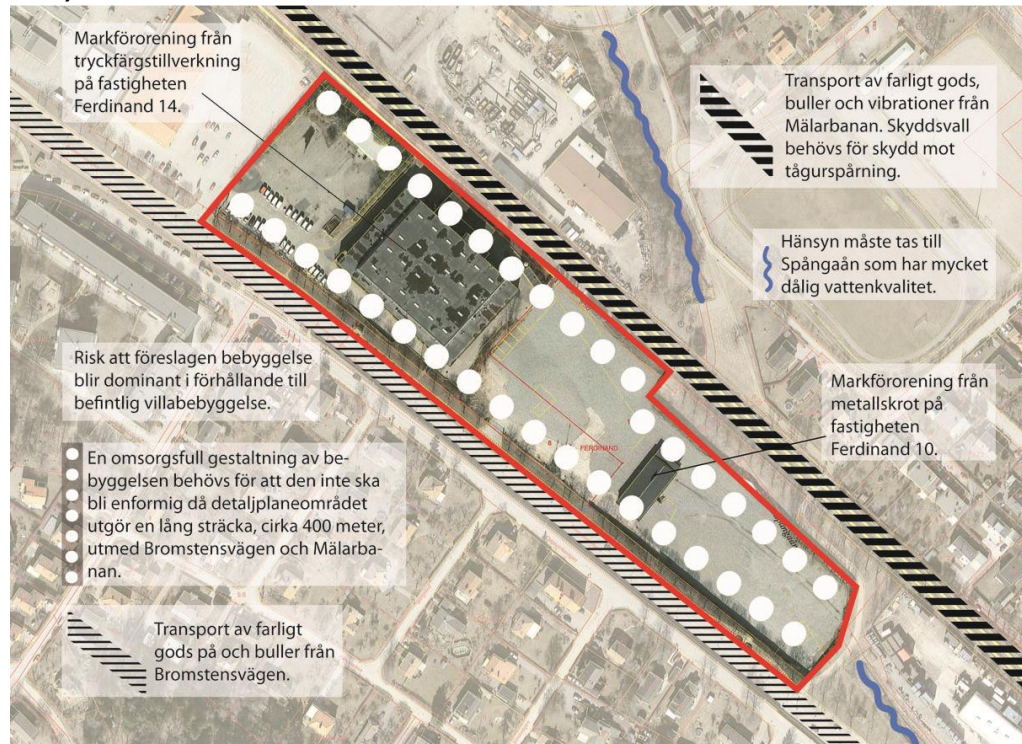 Markförorening från
tryckfärgstillverkning
på fastigheten
Ferdinand 14.
Transport av farligt gods,
buller och vibrationer från
Mälarbanan. Skyddsvall
behövs för skydd mot
tågurspårning.
Hänsyn måste tas till
Spångaån som har mycket
dålig vattenkvalitet.
Risk att föreslagen bebyggelse
blir dominant i förhållande till
befintlig villabebyggelse.
Markförorening från
metallskrot på
fastigheten
Ferdinand 10.
FERDINAND
En omsorgsfull gestaltning av be-
byggelsen behövs för att den inte ska
bli enformig då detaljplaneområdet
utgör en lång sträcka, cirka 400 meter,
utmed Bromstensvägen och Mälarba-
nan.
Transport av farligt
gods på och buller från
Bromstensvägen.